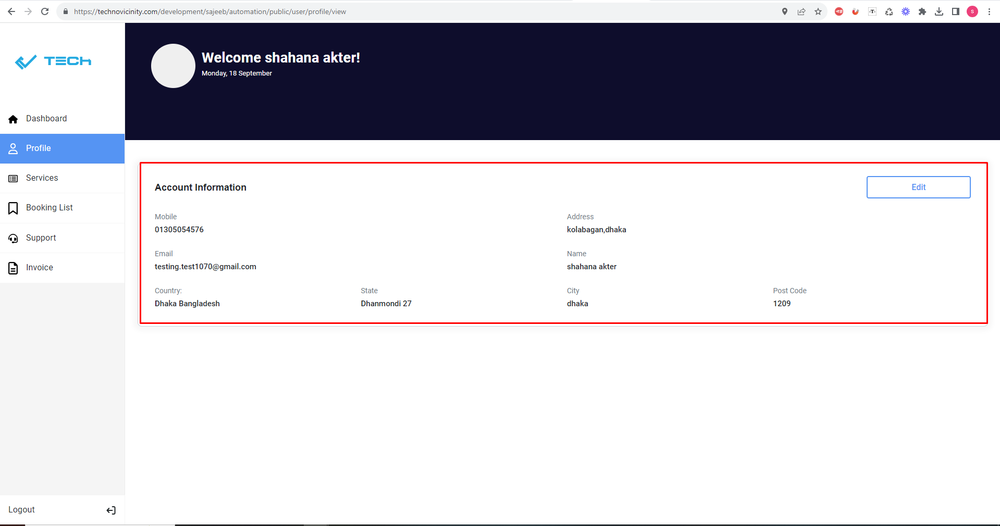 https://technovicinity.com/development/sajeeb/automation/public/user/profile/view
-T-
S
TECH
Welcome shahana akter!
Monday, 18 September
Dashboard
Profile
Services
Booking List
Support
Invoice
Account Information
Edit
Mobile
01305054576
Address
kolabagan,dhaka
Email
testing.test1070@gmail.com
Name
shahana akter
Country:
Dhaka Bangladesh
State
Dhanmondi 27
City
dhaka
Post Code
1209
Logout